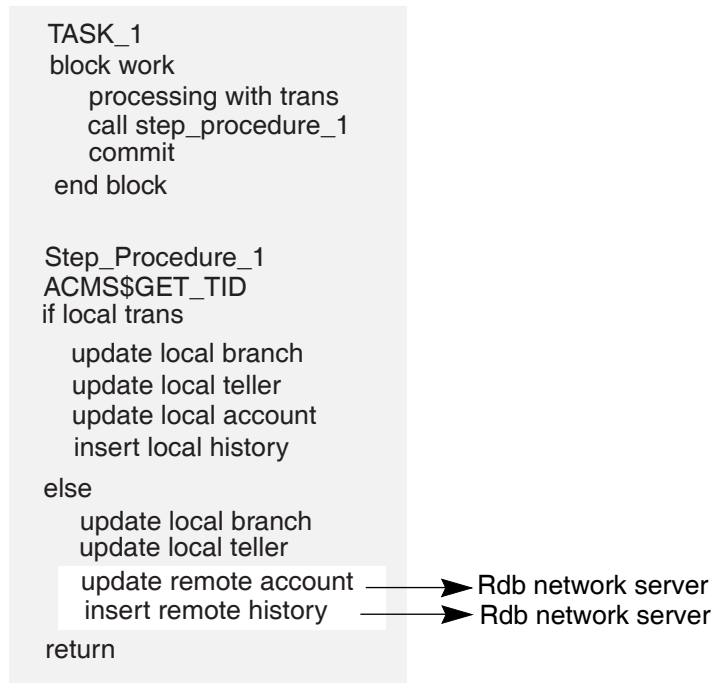 TASK_1
block work
processing with trans
call step_procedure_1
commit
end block
Step_Procedure_1
ACMS$GET_TID
if local trans
update local branch
update local teller
update local account
insert local history
else
update local branch
update local teller
update remote account Rdb network server
insert remote history Rdb network server
return